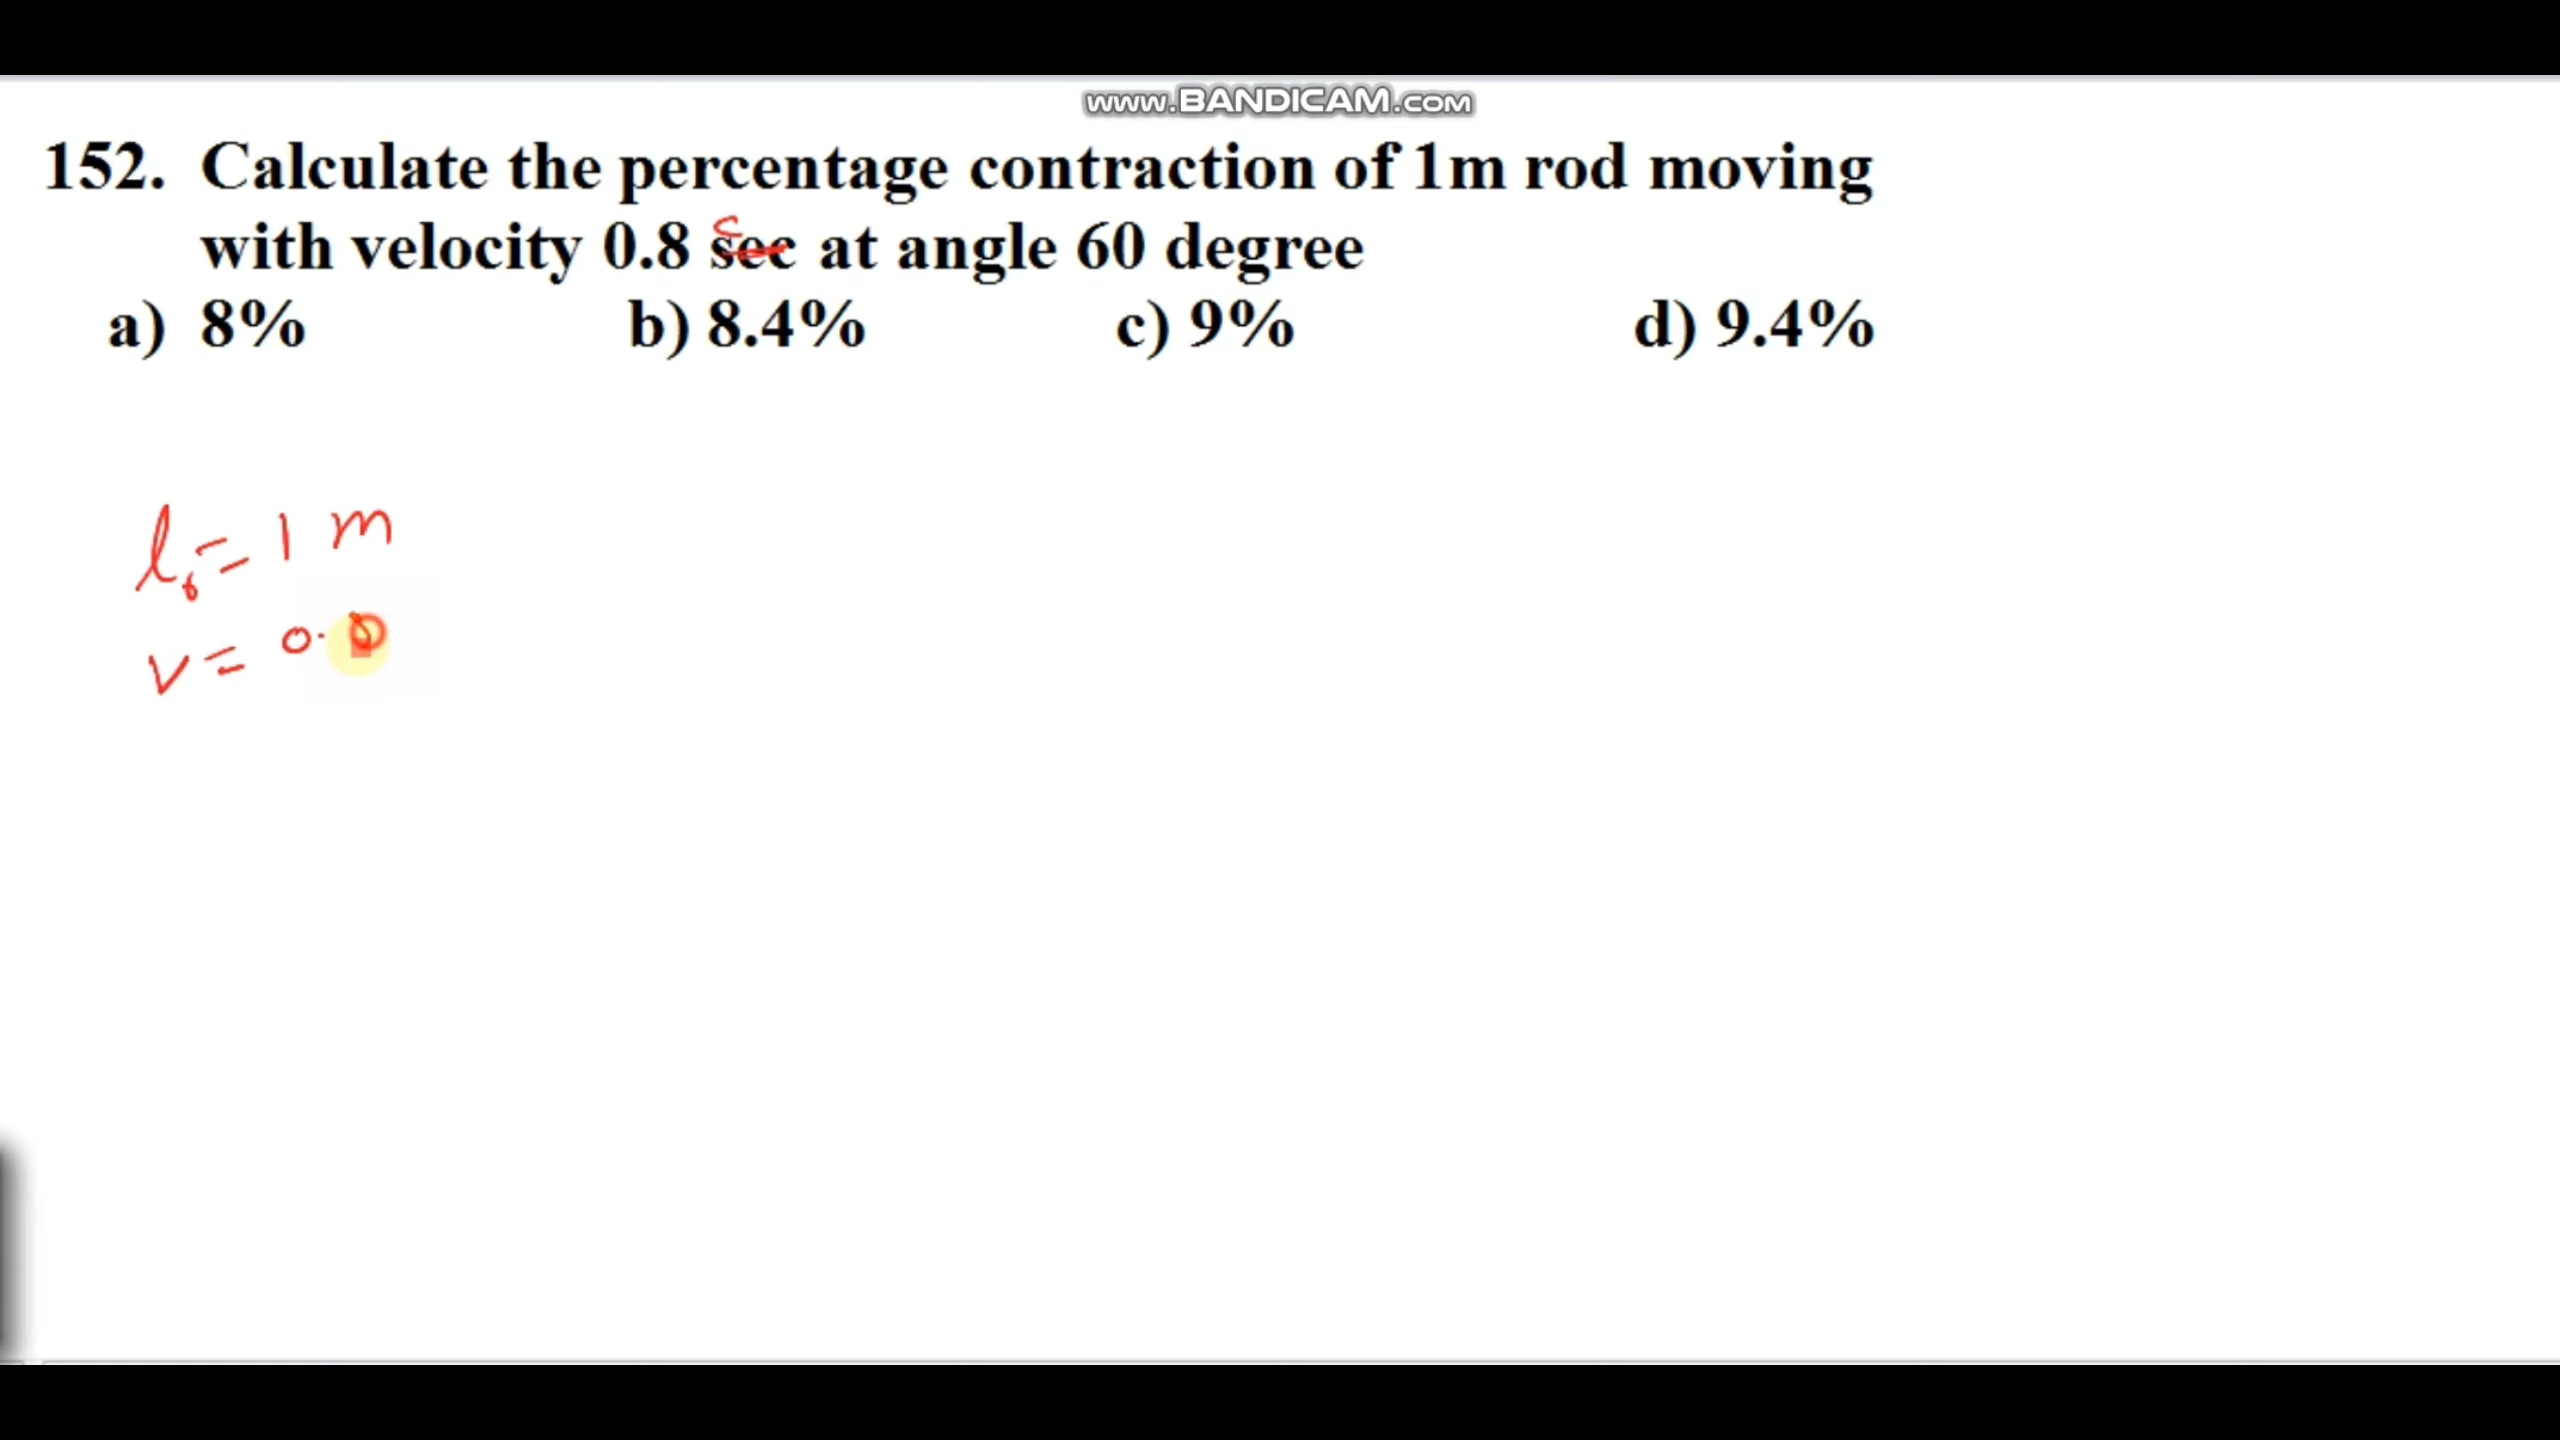 www.BANDICAM.com
152. Calculate the percentage contraction of 1m rod moving
with velocity 0.8 sec c at angle 60 degree
a) 8% b) 8.4% c) 9% d) 9.4%
l₀ = 1 m
v = 0.8